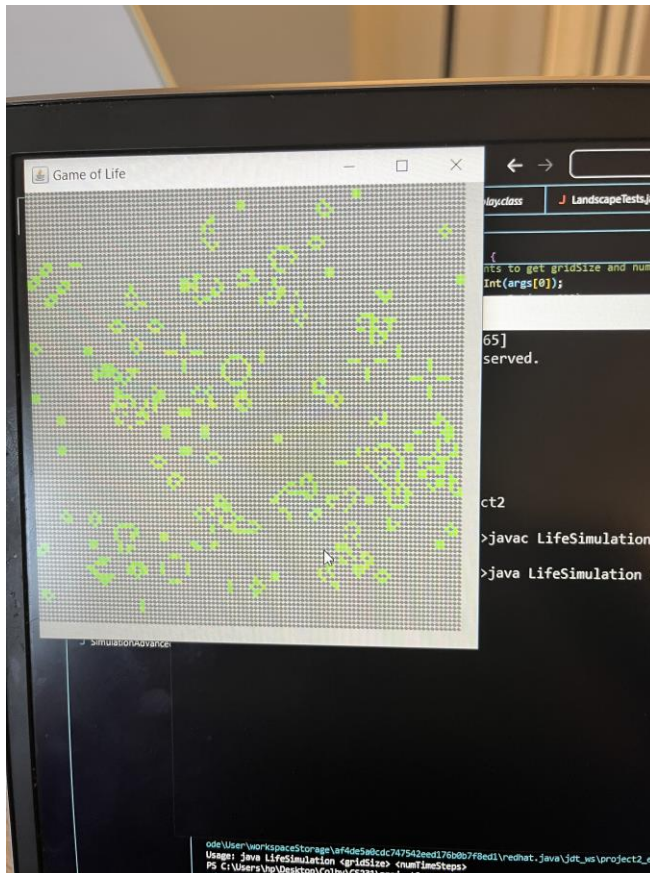 Game of Life
lay.class
J LandscapeTests.j
{
nts to get gridSize and num
Int(args[0]);
65]
served.
ct2
>javac LifeSimulation
>java LifeSimulation
J SimulationAdvance
ode\User\workspaceStorage\af4de5a0cdc747542eed176b0b7f8ed1\redhat.java\jdt_ws\project2_e
Usage: java LifeSimulation <gridSize> <numTimeSteps>
PS C:\Users\hp\Desktop\Colby\CS231\